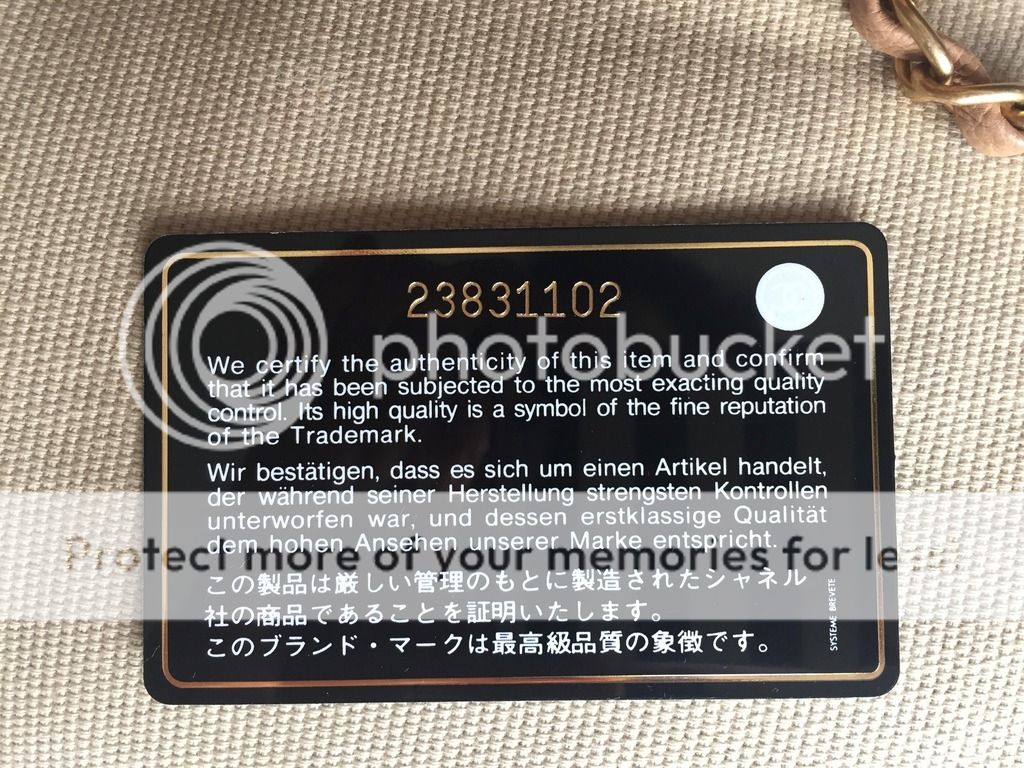 23831102
We certify the authenticity of this item and confirm
that it has been subjected to the most exacting quality
control. Its high quality is a symbol of the fine reputation
of the Trademark.
Wir bestätigen, dass es sich um einen Artikel handelt,
der während seiner Herstellung strengsten Kontrollen
unterworfen war, und dessen erstklassige Qualität
dem hohen Ansehen unserer Marke entspricht.
この製品は厳しい管理のもとに製造されたシャネル
社の商品であることを証明いたします。
このブランド・マークは最高級品質の象徴です。
SYSTEME BREVETE
photobucket
Protect more of your memories for less.